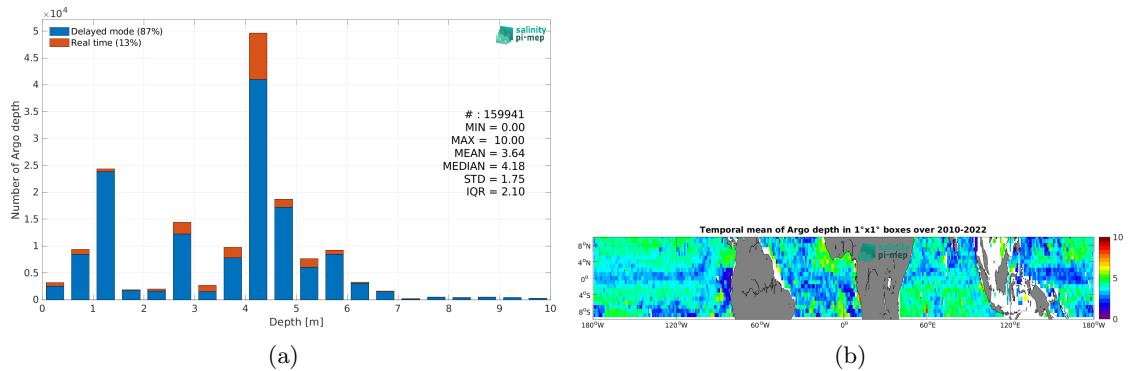 ×10⁴
Delayed mode (87%)
Real time (13%)
salinity
pi-mep
5
4.5
4
3.5
3
2.5
2
1.5
1
0.5
0
Number of Argo depth
# : 159941
MIN = 0.00
MAX = 10.00
MEAN = 3.64
MEDIAN = 4.18
STD = 1.75
IQR = 2.10
0 1 2 3 4 5 6 7 8 9 10
Depth [m]
(a)
Temporal mean of Argo depth in 1°x1° boxes over 2010-2022
salinity
pi-mep
8°N
4°N
0°
4°S
8°S
180°W 120°W 60°W 0° 60°E 120°E 180°W
10
5
0
(b)